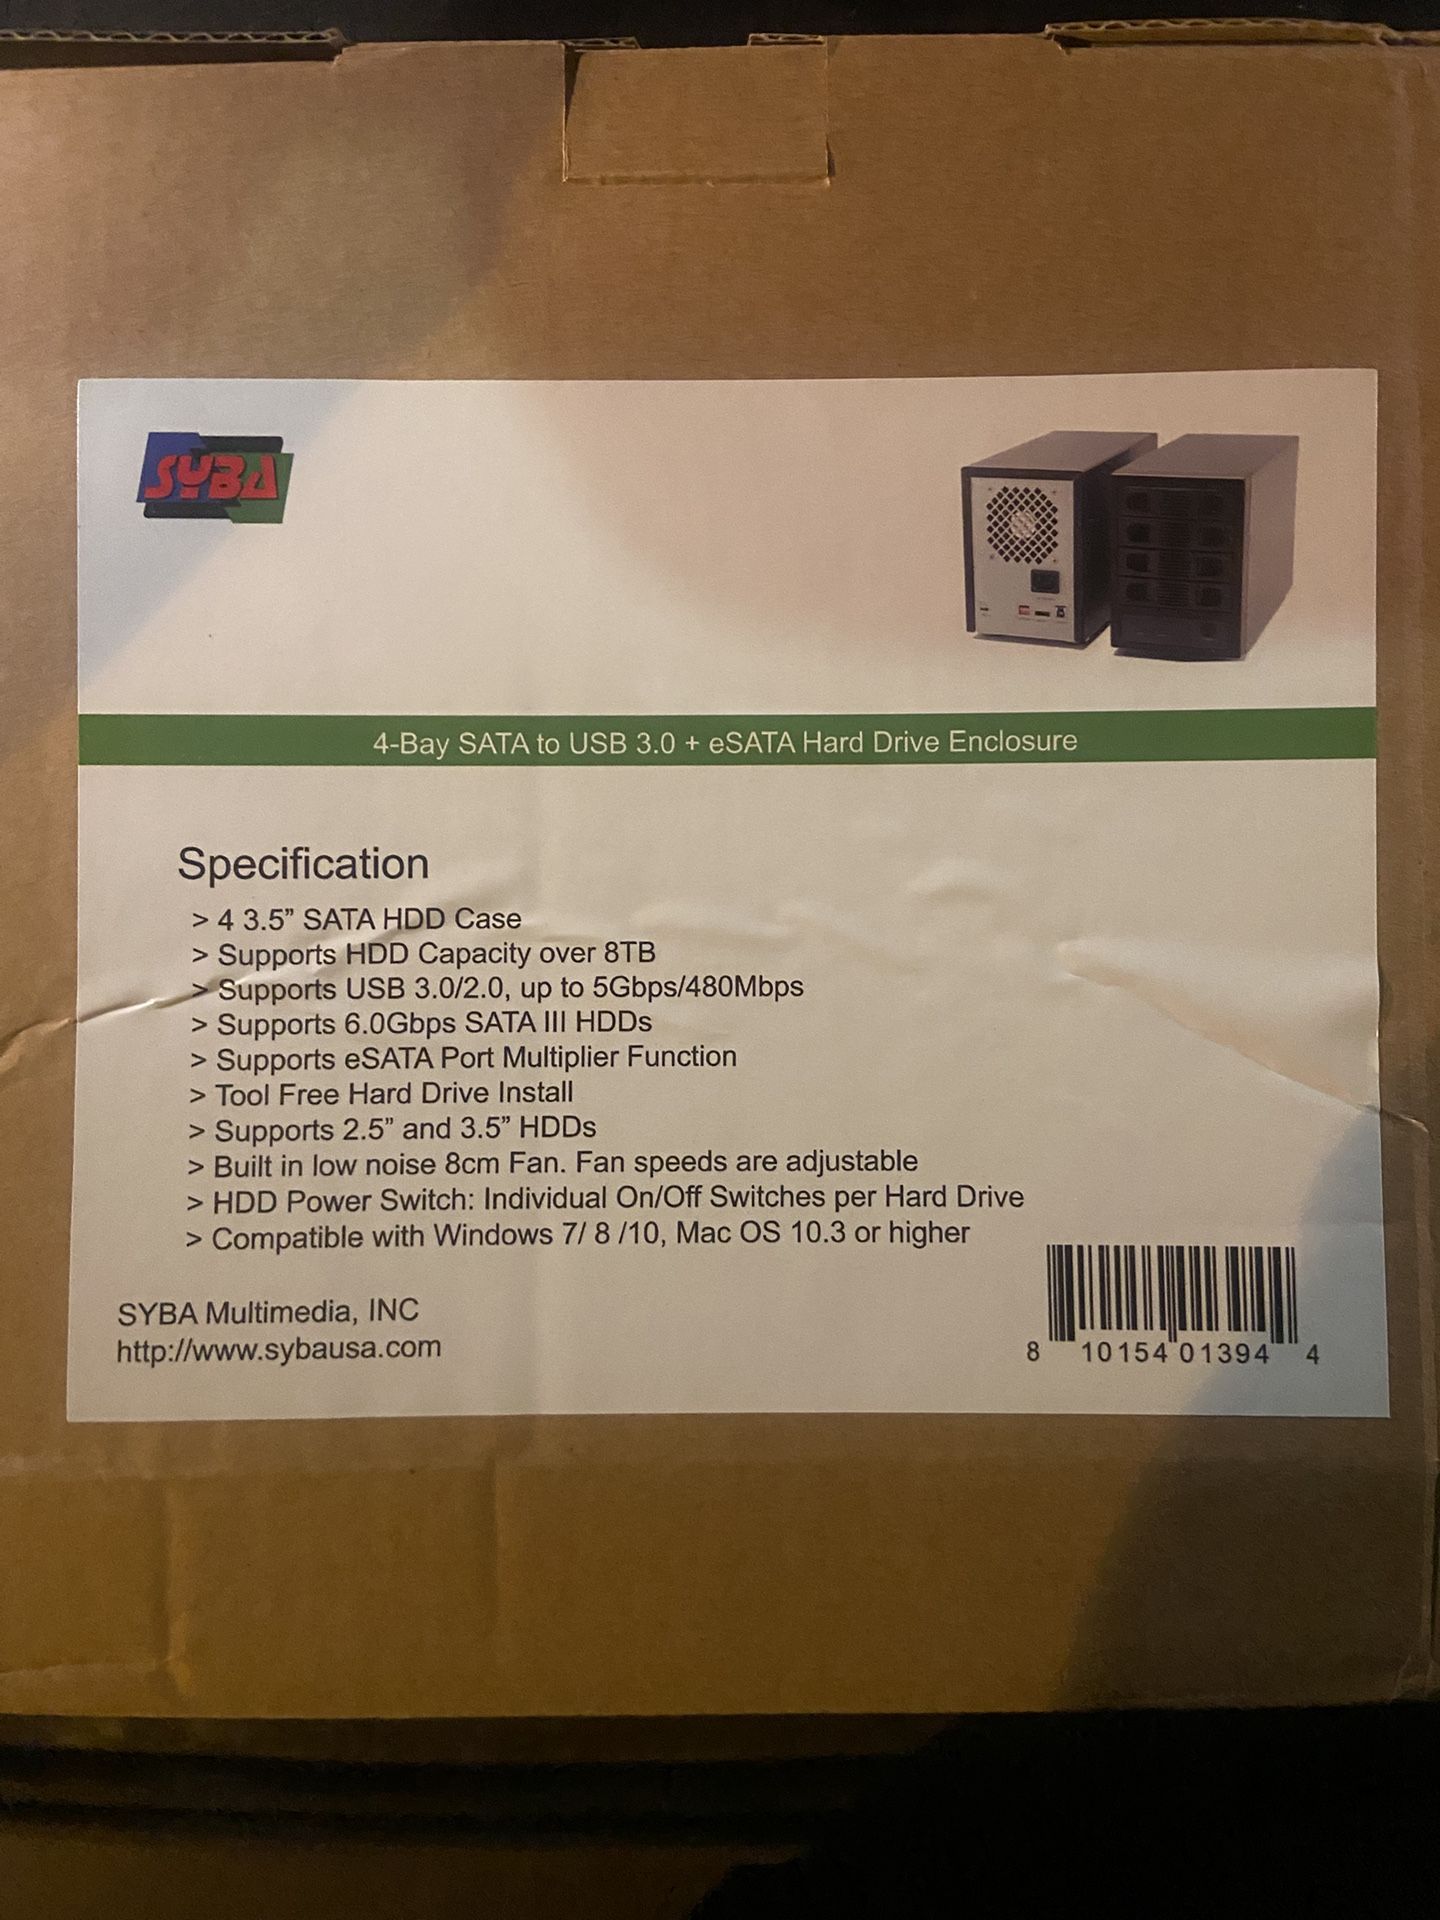 SYBA
4-Bay SATA to USB 3.0 + eSATA Hard Drive Enclosure
Specification
> 4 3.5” SATA HDD Case
> Supports HDD Capacity over 8TB
> Supports USB 3.0/2.0, up to 5Gbps/480Mbps
> Supports 6.0Gbps SATA III HDDs
> Supports eSATA Port Multiplier Function
> Tool Free Hard Drive Install
> Supports 2.5” and 3.5” HDDs
> Built in low noise 8cm Fan. Fan speeds are adjustable
> HDD Power Switch: Individual On/Off Switches per Hard Drive
> Compatible with Windows 7/ 8 /10, Mac OS 10.3 or higher
SYBA Multimedia, INC
http://www.sybausa.com
8 10154 01394 4